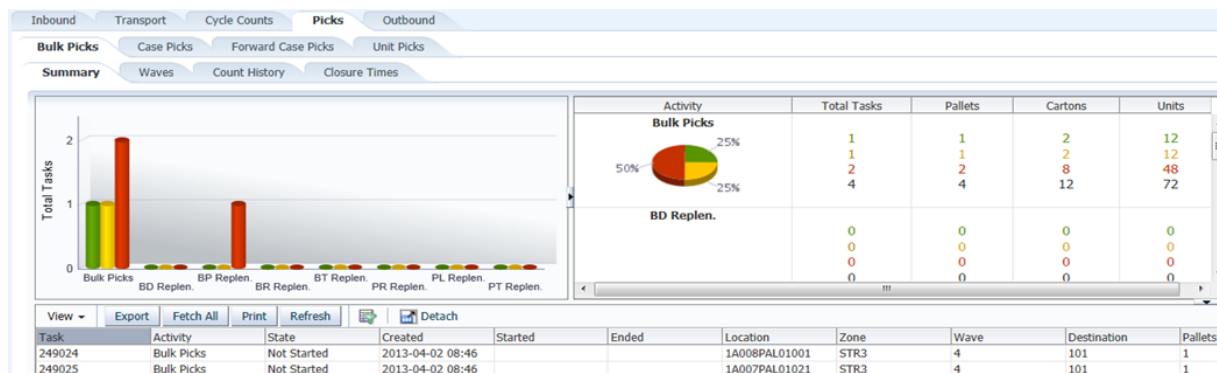 Inbound Transport Cycle Counts Picks Outbound
Bulk Picks Case Picks Forward Case Picks Unit Picks
Summary Waves Count History Closure Times
Total Tasks
2
1
0
Bulk Picks BD Replen. BP Replen. BR Replen. BT Replen. PR Replen. PL Replen. PT Replen.
Activity Total Tasks Pallets Cartons Units
Bulk Picks
25%
50%
25%
1 1 2 12
1 1 2 12
2 2 8 48
4 4 12 72
BD Replen.
0 0 0 0
0 0 0 0
0 0 0 0
0 0 0 0
View Export Fetch All Print Refresh Detach
Task Activity State Created Started Ended Location Zone Wave Destination Pallets
249024 Bulk Picks Not Started 2013-04-02 08:46 1A008PAL01001 STR3 4 101 1
249025 Bulk Picks Not Started 2013-04-02 08:46 1A007PAL01021 STR3 4 101 1